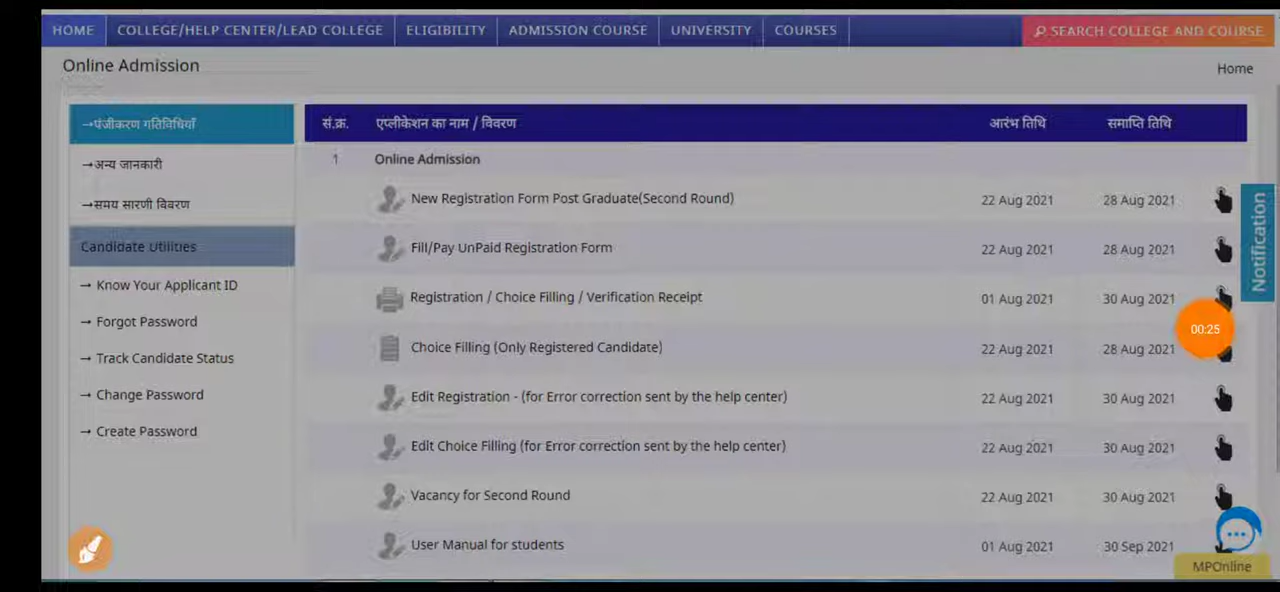 HOME COLLEGE/HELP CENTER/LEAD COLLEGE ELIGIBILITY ADMISSION COURSE UNIVERSITY COURSES SEARCH COLLEGE AND COURSE
Online Admission Home
→पंजीकरण गतिविधियाँ
→अन्य जानकारी
→समय सारणी विवरण
Candidate Utilities
→ Know Your Applicant ID
→ Forgot Password
→ Track Candidate Status
→ Change Password
→ Create Password
सं.क्र. एप्लीकेशन का नाम / विवरण आरंभ तिथि समाप्ति तिथि
1 Online Admission
New Registration Form Post Graduate(Second Round) 22 Aug 2021 28 Aug 2021
Fill/Pay UnPaid Registration Form 22 Aug 2021 28 Aug 2021
Registration / Choice Filling / Verification Receipt 01 Aug 2021 30 Aug 2021
Choice Filling (Only Registered Candidate) 22 Aug 2021 28 Aug 2021
Edit Registration - (for Error correction sent by the help center) 22 Aug 2021 30 Aug 2021
Edit Choice Filling (for Error correction sent by the help center) 22 Aug 2021 30 Aug 2021
Vacancy for Second Round 22 Aug 2021 30 Aug 2021
User Manual for students 01 Aug 2021 30 Sep 2021
Notification
00:25
MPOnline